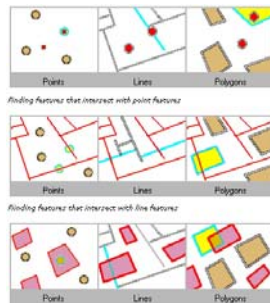 Points Lines Polygons
Finding features that intersect with point features
Points Lines Polygons
Finding features that intersect with line features
Points Lines Polygons